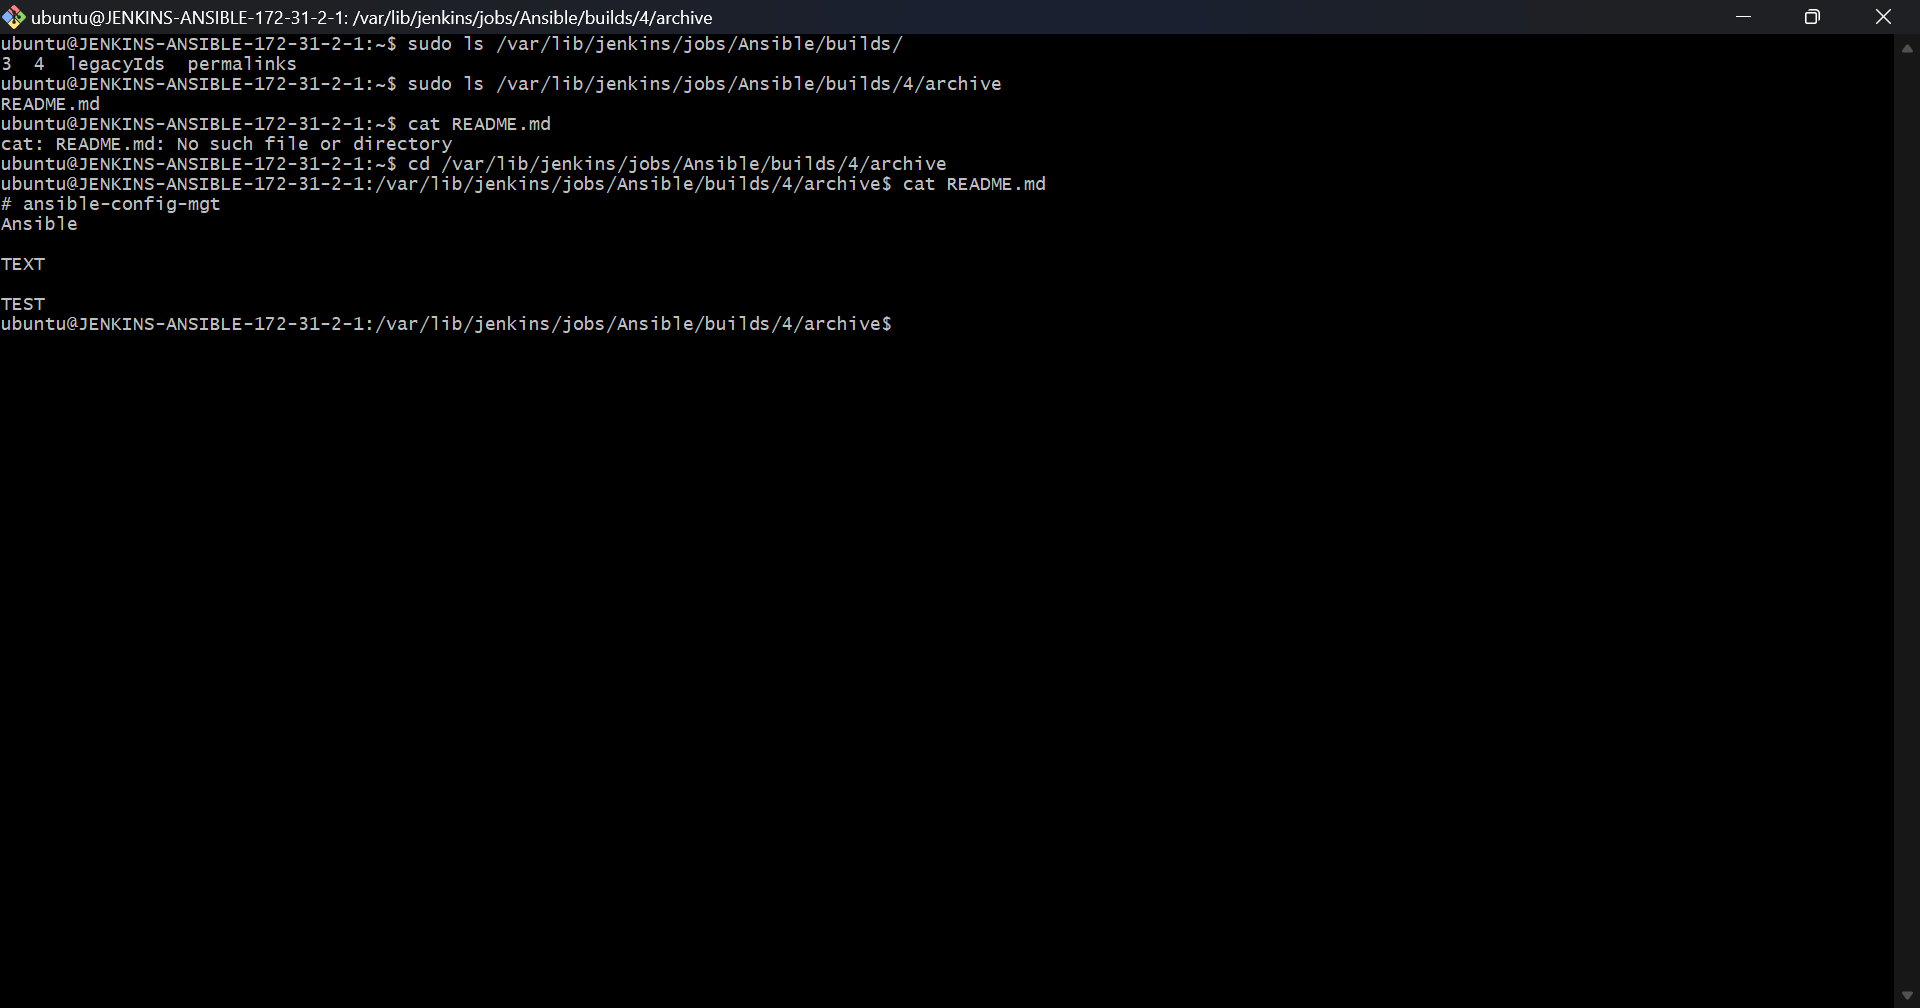 ubuntu@JENKINS-ANSIBLE-172-31-2-1: /var/lib/jenkins/jobs/Ansible/builds/4/archive
ubuntu@JENKINS-ANSIBLE-172-31-2-1:~$ sudo ls /var/lib/jenkins/jobs/Ansible/builds/
3  4  legacyIds  permalinks
ubuntu@JENKINS-ANSIBLE-172-31-2-1:~$ sudo ls /var/lib/jenkins/jobs/Ansible/builds/4/archive
README.md
ubuntu@JENKINS-ANSIBLE-172-31-2-1:~$ cat README.md
cat: README.md: No such file or directory
ubuntu@JENKINS-ANSIBLE-172-31-2-1:~$ cd /var/lib/jenkins/jobs/Ansible/builds/4/archive
ubuntu@JENKINS-ANSIBLE-172-31-2-1:/var/lib/jenkins/jobs/Ansible/builds/4/archive$ cat README.md
# ansible-config-mgt
Ansible
TEXT
TEST
ubuntu@JENKINS-ANSIBLE-172-31-2-1:/var/lib/jenkins/jobs/Ansible/builds/4/archive$